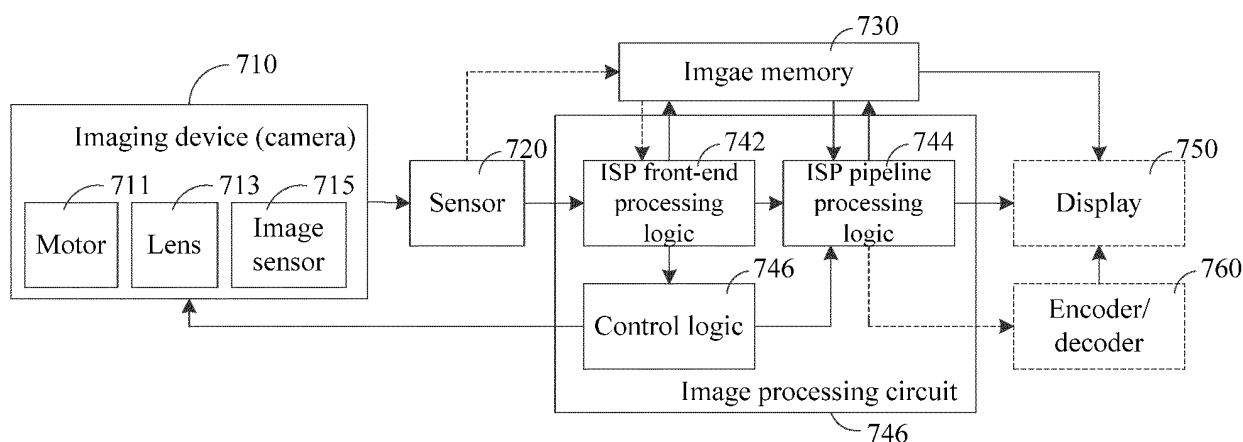 730
Imgae memory
710
Imaging device (camera)
711
713
715
Motor
Lens
Image
sensor
720
Sensor
742
ISP front-end
processing
logic
744
ISP pipeline
processing
logic
750
Display
746
Control logic
760
Encoder/
decoder
Image processing circuit
746